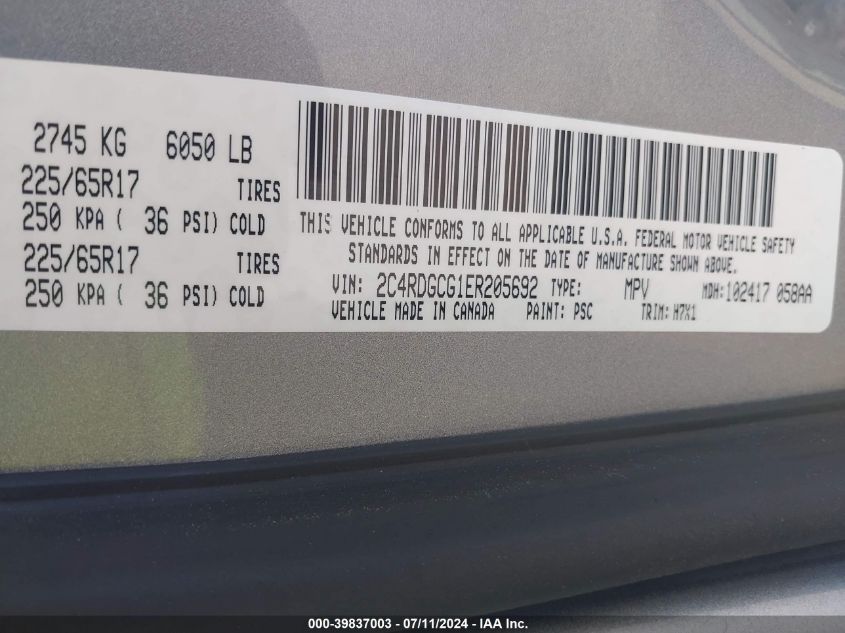 2745 KG 6050 LB
225/65R17 TIRES
250 KPA ( 36 PSI) COLD
225/65R17 TIRES
250 KPA ( 36 PSI) COLD
THIS VEHICLE CONFORMS TO ALL APPLICABLE U.S.A. FEDERAL MOTOR VEHICLE SAFETY
STANDARDS IN EFFECT ON THE DATE OF MANUFACTURE SHOWN ABOVE.
VIN: 2C4RDGCG1ER205692 TYPE: MPV MDH:102417 058AA
VEHICLE MADE IN CANADA PAINT: PSC TRIM: H7X1
000-39837003 - 07/11/2024 - IAA Inc.